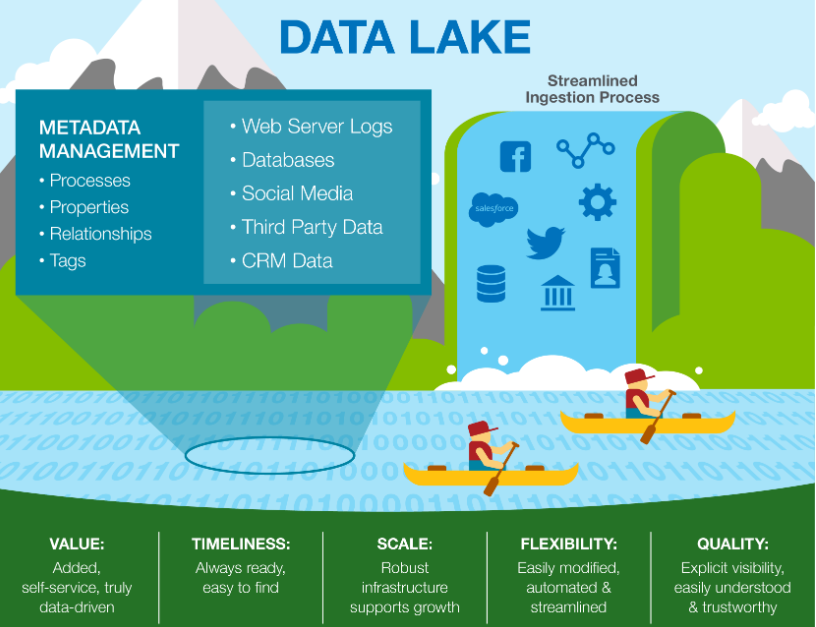 DATA LAKE
Streamlined
Ingestion Process
METADATA
MANAGEMENT
• Processes
• Properties
• Relationships
• Tags
• Web Server Logs
• Databases
• Social Media
• Third Party Data
• CRM Data
salesforce
VALUE:
Added,
self-service, truly
data-driven
TIMELINESS:
Always ready,
easy to find
SCALE:
Robust
infrastructure
supports growth
FLEXIBILITY:
Easily modified,
automated &
streamlined
QUALITY:
Explicit visibility,
easily understood
& trustworthy